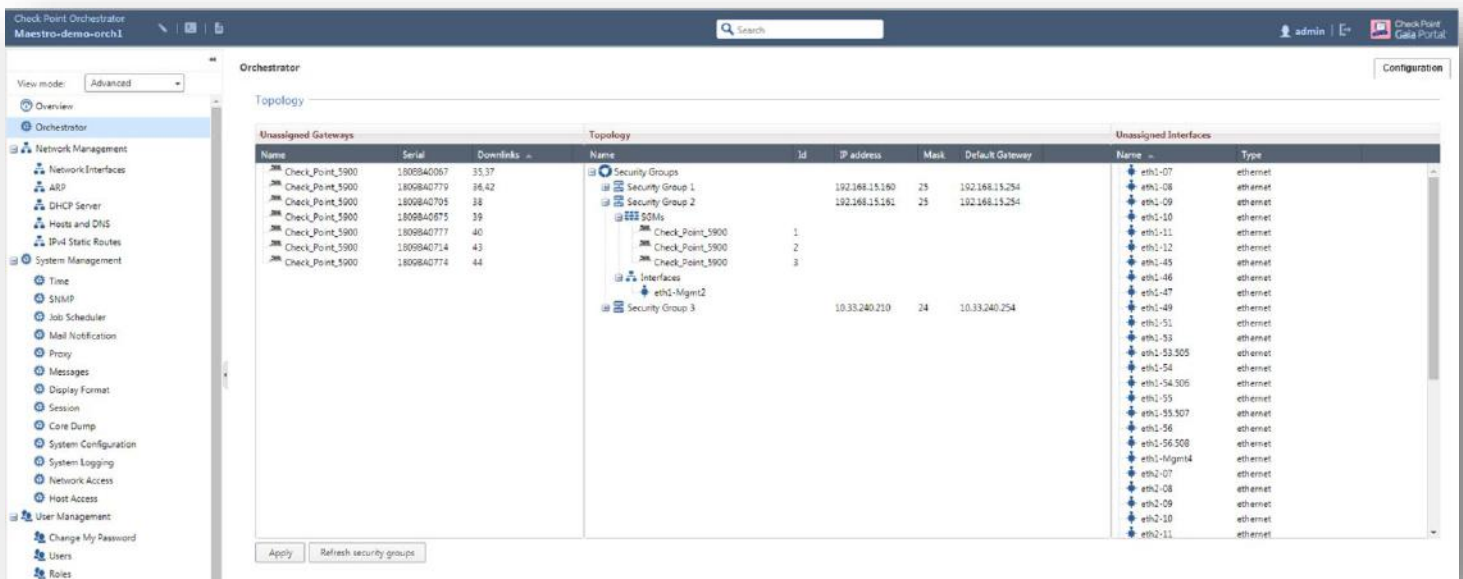 Check Point Orchestrator
Maestro-demo-orch1
Search
admin
Check Point
Gaia Portal
View mode: Advanced
Overview
Orchestrator
Network Management
Network Interfaces
ARP
DHCP Server
Hosts and DNS
IPv4 Static Routes
System Management
Time
SNMP
Job Scheduler
Mail Notification
Proxy
Messages
Display Format
Session
Core Dump
System Configuration
System Logging
Network Access
Host Access
User Management
Change My Password
Users
Roles
Orchestrator
Configuration
Topology
Unassigned Gateways
Name Serial Downlinks
Check_Point_5900 1808BA0067 35,37
Check_Point_5900 1809BA0779 36,42
Check_Point_5900 1809BA0705 38
Check_Point_5900 1809BA0675 39
Check_Point_5900 1809BA0777 40
Check_Point_5900 1809BA0714 43
Check_Point_5900 1809BA0774 44
Topology
Name Id IP address Mask Default Gateway
Security Groups
Security Group 1 192.168.15.160 25 192.168.15.254
Security Group 2 192.168.15.161 25 192.168.15.254
SGMs
Check_Point_5900 1
Check_Point_5900 2
Check_Point_5900 3
Interfaces
eth1-Mgmt2
Security Group 3 10.33.240.210 24 10.33.240.254
Unassigned Interfaces
Name Type
eth1-07 ethernet
eth1-08 ethernet
eth1-09 ethernet
eth1-10 ethernet
eth1-11 ethernet
eth1-12 ethernet
eth1-45 ethernet
eth1-46 ethernet
eth1-47 ethernet
eth1-49 ethernet
eth1-51 ethernet
eth1-53 ethernet
eth1-53.505 ethernet
eth1-54 ethernet
eth1-54.506 ethernet
eth1-55 ethernet
eth1-55.507 ethernet
eth1-56 ethernet
eth1-56.508 ethernet
eth1-Mgmt4 ethernet
eth2-07 ethernet
eth2-08 ethernet
eth2-09 ethernet
eth2-10 ethernet
eth2-11 ethernet
Apply Refresh security groups